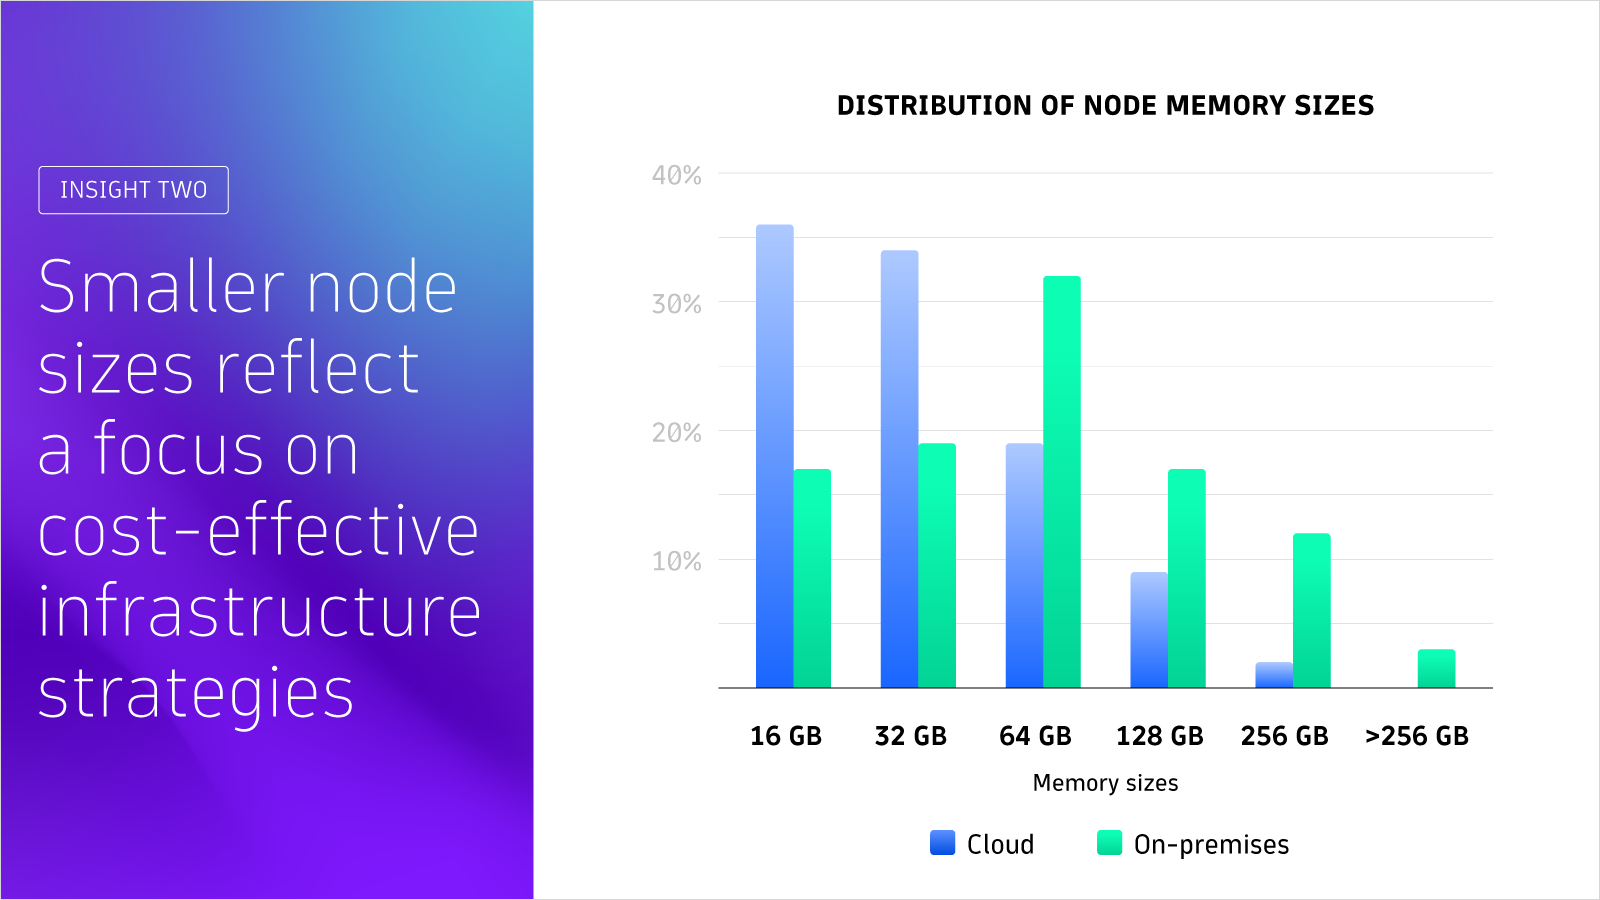 INSIGHT TWO
Smaller node
sizes reflect
a focus on
cost-effective
infrastructure
strategies
DISTRIBUTION OF NODE MEMORY SIZES
40%
30%
20%
10%
16 GB 32 GB 64 GB 128 GB 256 GB >256 GB
Memory sizes
Cloud On-premises